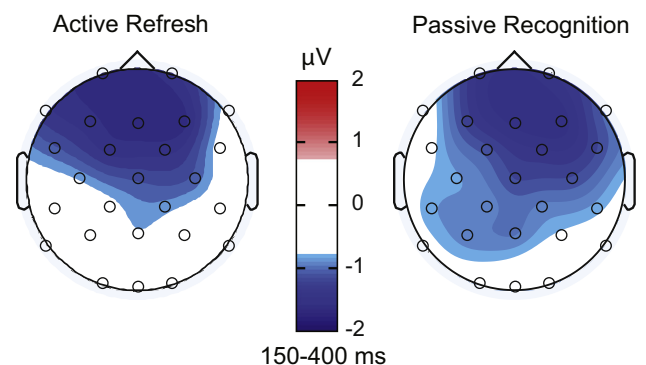 Active Refresh
Passive Recognition
µV
2
1
0
-1
-2
150-400 ms